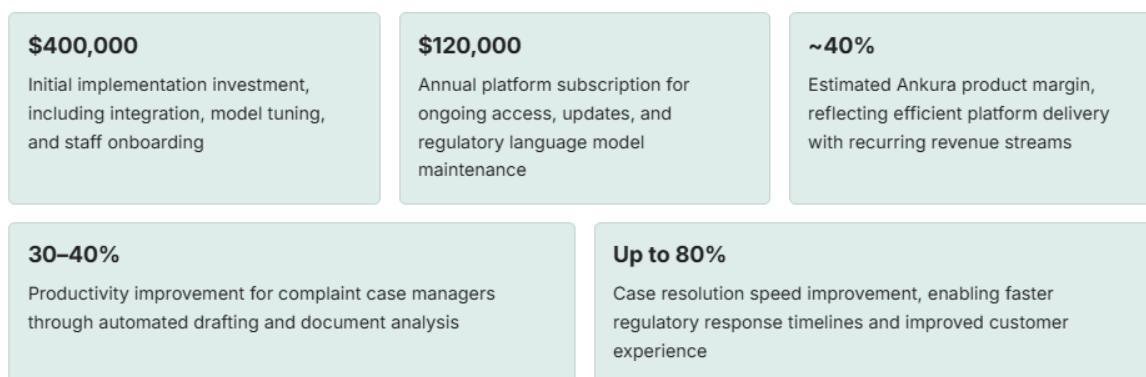 $400,000
Initial implementation investment,
including integration, model tuning,
and staff onboarding
$120,000
Annual platform subscription for
ongoing access, updates, and
regulatory language model
maintenance
~40%
Estimated Ankura product margin,
reflecting efficient platform delivery
with recurring revenue streams
30–40%
Productivity improvement for complaint case managers
through automated drafting and document analysis
Up to 80%
Case resolution speed improvement, enabling faster
regulatory response timelines and improved customer
experience